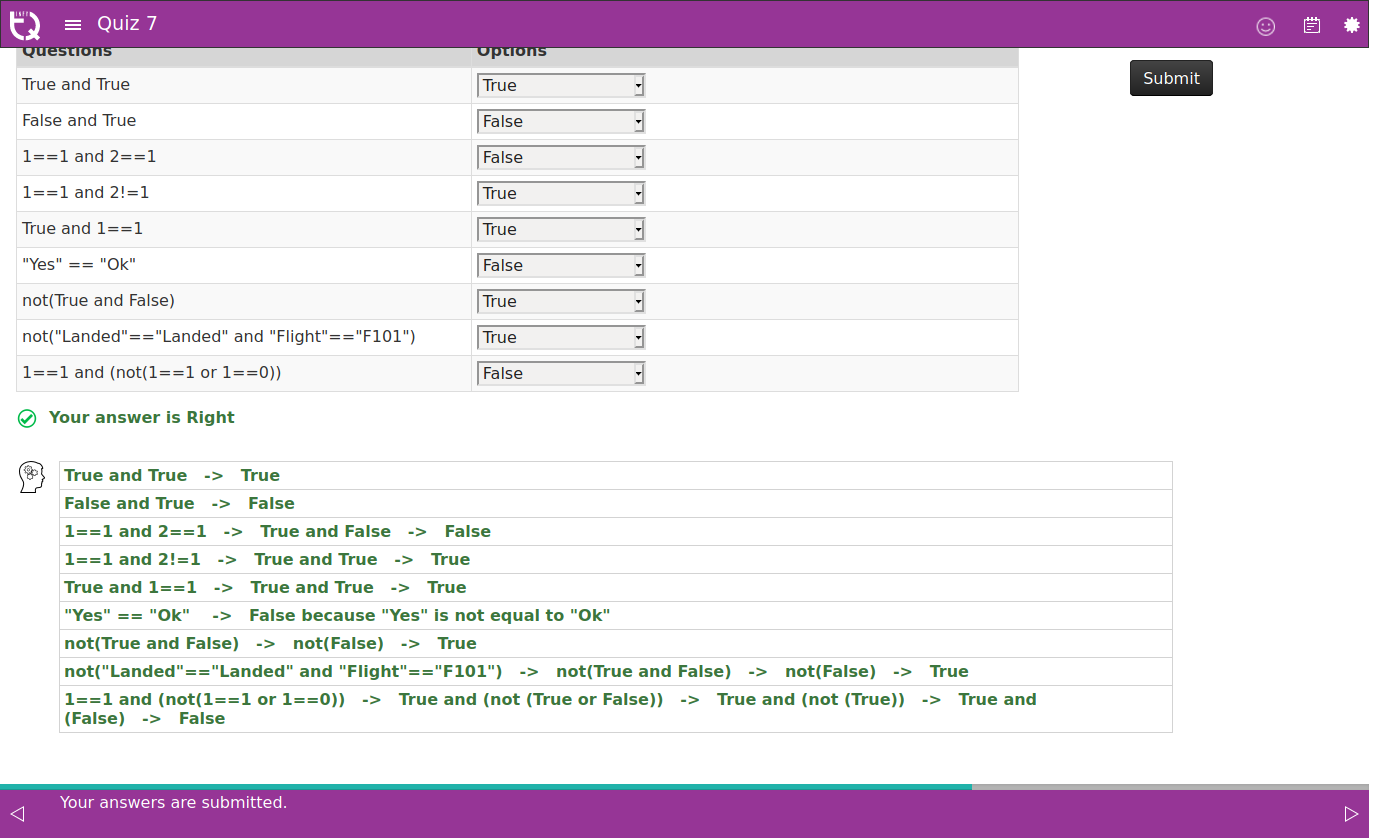 INFY
TQ
Quiz 7
Questions Options
Submit
True and True True
False and True False
1==1 and 2==1 False
1==1 and 2!=1 True
True and 1==1 True
"Yes" == "Ok" False
not(True and False) True
not("Landed"=="Landed" and "Flight"=="F101") True
1==1 and (not(1==1 or 1==0)) False
Your answer is Right
True and True -> True
False and True -> False
1==1 and 2==1 -> True and False -> False
1==1 and 2!=1 -> True and True -> True
True and 1==1 -> True and True -> True
"Yes" == "Ok" -> False because "Yes" is not equal to "Ok"
not(True and False) -> not(False) -> True
not("Landed"=="Landed" and "Flight"=="F101") -> not(True and False) -> not(False) -> True
1==1 and (not(1==1 or 1==0)) -> True and (not (True or False)) -> True and (not (True)) -> True and
(False) -> False
Your answers are submitted.